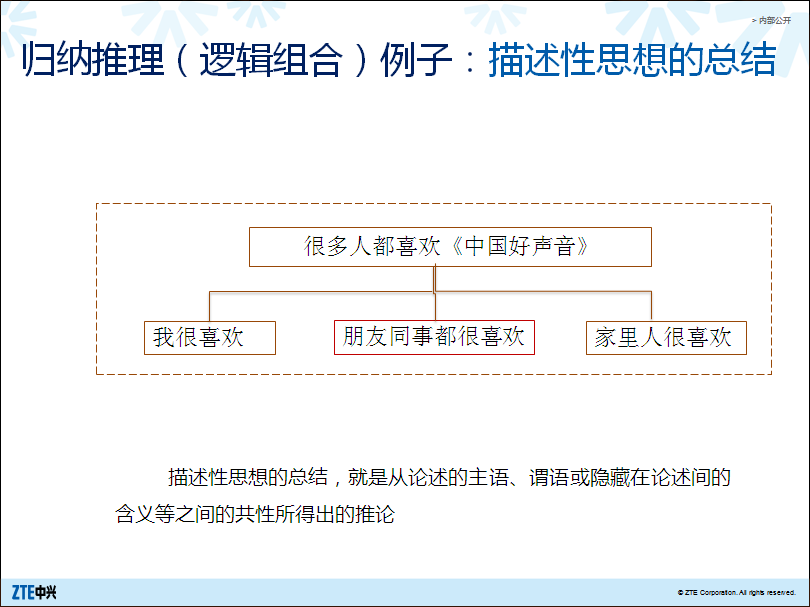 > 内部公开
归纳推理（逻辑组合）例子：描述性思想的总结
很多人都喜欢《中国好声音》
我很喜欢
朋友同事都很喜欢
家里人很喜欢
描述性思想的总结，就是从论述的主语、谓语或隐藏在论述间的
含义等之间的共性所得出的推论
ZTE中兴
© ZTE Corporation. All rights reserved.